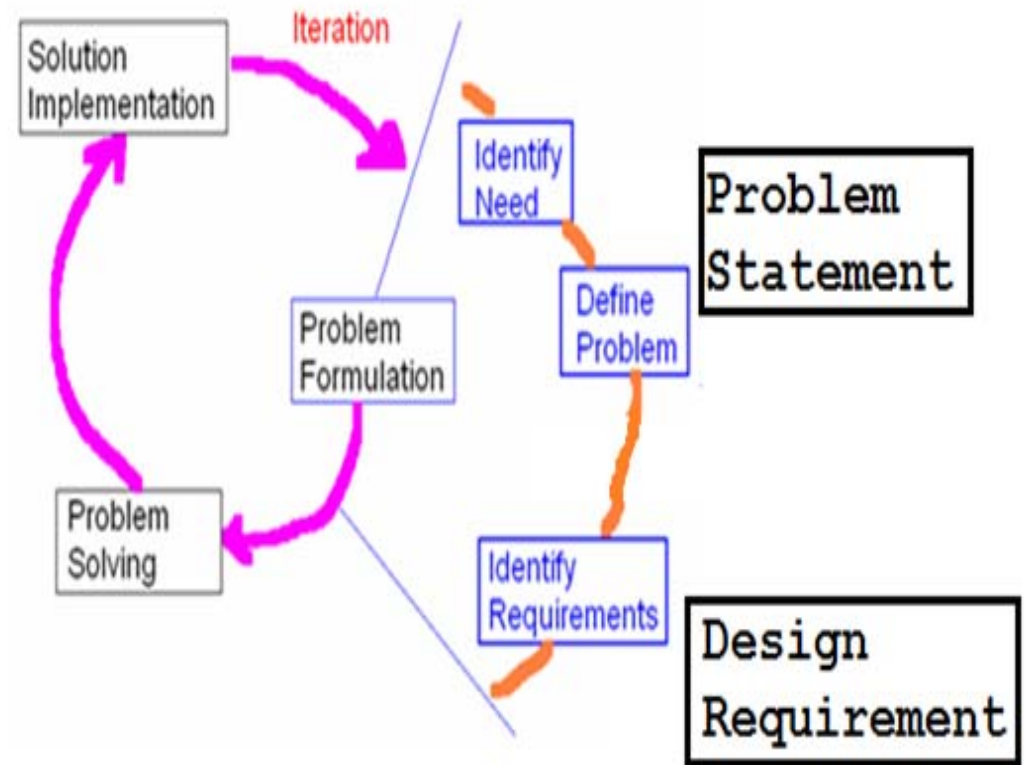 Iteration
Solution
Implementation
Identify
Need
Problem
Statement
Define
Problem
Problem
Formulation
Problem
Solving
Identify
Requirements
Design
Requirement